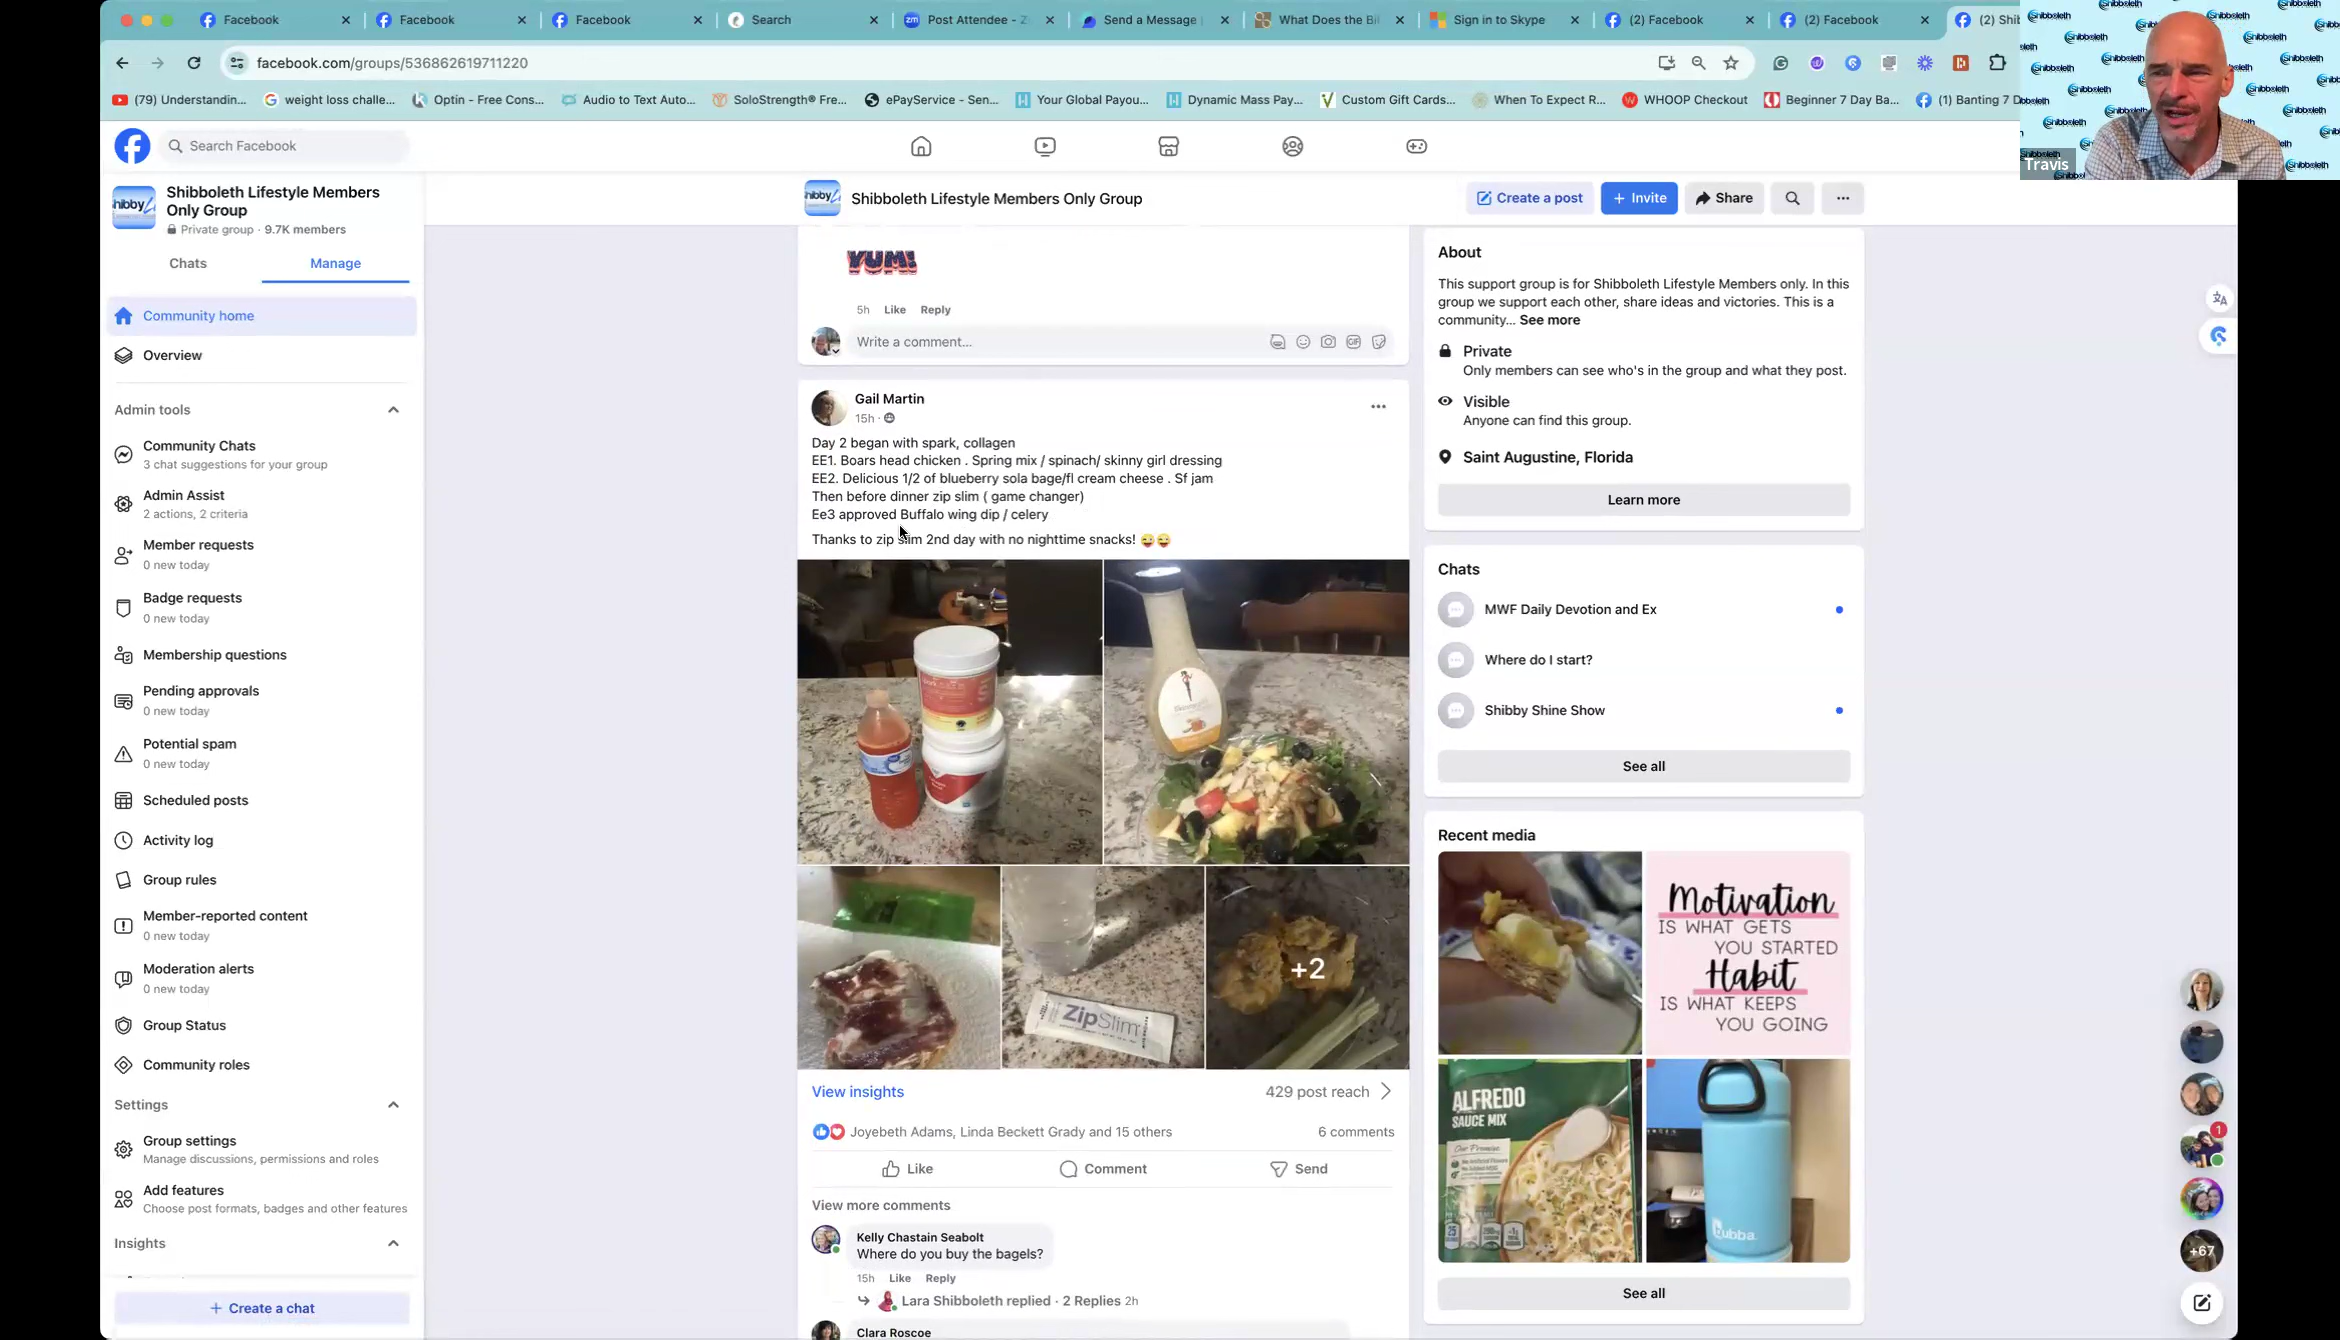 Facebook
Facebook
Facebook
Search
Post Attendee - Z
Send a Message
What Does the Bi
Sign in to Skype
(2) Facebook
(2) Facebook
(2) Shi
facebook.com/groups/536862619711220
(79) Understandin...
weight loss challe...
Optin - Free Cons...
Audio to Text Auto...
SoloStrength® Fre...
ePayService - Sen...
Your Global Payou...
Dynamic Mass Pay...
Custom Gift Cards...
When To Expect R...
WHOOP Checkout
Beginner 7 Day Ba...
(1) Banting 7 D
Shibboleth
Travis
Search Facebook
Shibboleth Lifestyle Members
Only Group
Private group · 9.7K members
Chats
Manage
Community home
Overview
Admin tools
Community Chats
3 chat suggestions for your group
Admin Assist
2 actions, 2 criteria
Member requests
0 new today
Badge requests
0 new today
Membership questions
Pending approvals
0 new today
Potential spam
0 new today
Scheduled posts
Activity log
Group rules
Member-reported content
0 new today
Moderation alerts
0 new today
Group Status
Community roles
Settings
Group settings
Manage discussions, permissions and roles
Add features
Choose post formats, badges and other features
Insights
+ Create a chat
Shibboleth Lifestyle Members Only Group
Create a post
+ Invite
Share
YUM!
5h Like Reply
Write a comment...
Gail Martin
15h ·
Day 2 began with spark, collagen
EE1. Boars head chicken . Spring mix / spinach/ skinny girl dressing
EE2. Delicious 1/2 of blueberry sola bage/fl cream cheese . Sf jam
Then before dinner zip slim ( game changer)
Ee3 approved Buffalo wing dip / celery
Thanks to zip slim 2nd day with no nighttime snacks! 😜😜
ZipSlim
+2
View insights
429 post reach
Joyebeth Adams, Linda Beckett Grady and 15 others
6 comments
Like
Comment
Send
View more comments
Kelly Chastain Seabolt
Where do you buy the bagels?
15h Like Reply
Lara Shibboleth replied · 2 Replies 2h
Clara Roscoe
About
This support group is for Shibboleth Lifestyle Members only. In this
group we support each other, share ideas and victories. This is a
community... See more
Private
Only members can see who's in the group and what they post.
Visible
Anyone can find this group.
Saint Augustine, Florida
Learn more
Chats
MWF Daily Devotion and Ex
Where do I start?
Shibby Shine Show
See all
Recent media
Motivation
IS WHAT GETS
YOU STARTED
Habit
IS WHAT KEEPS
YOU GOING
ALFREDO
SAUCE MIX
Our Promise
bubba
See all
1
+67